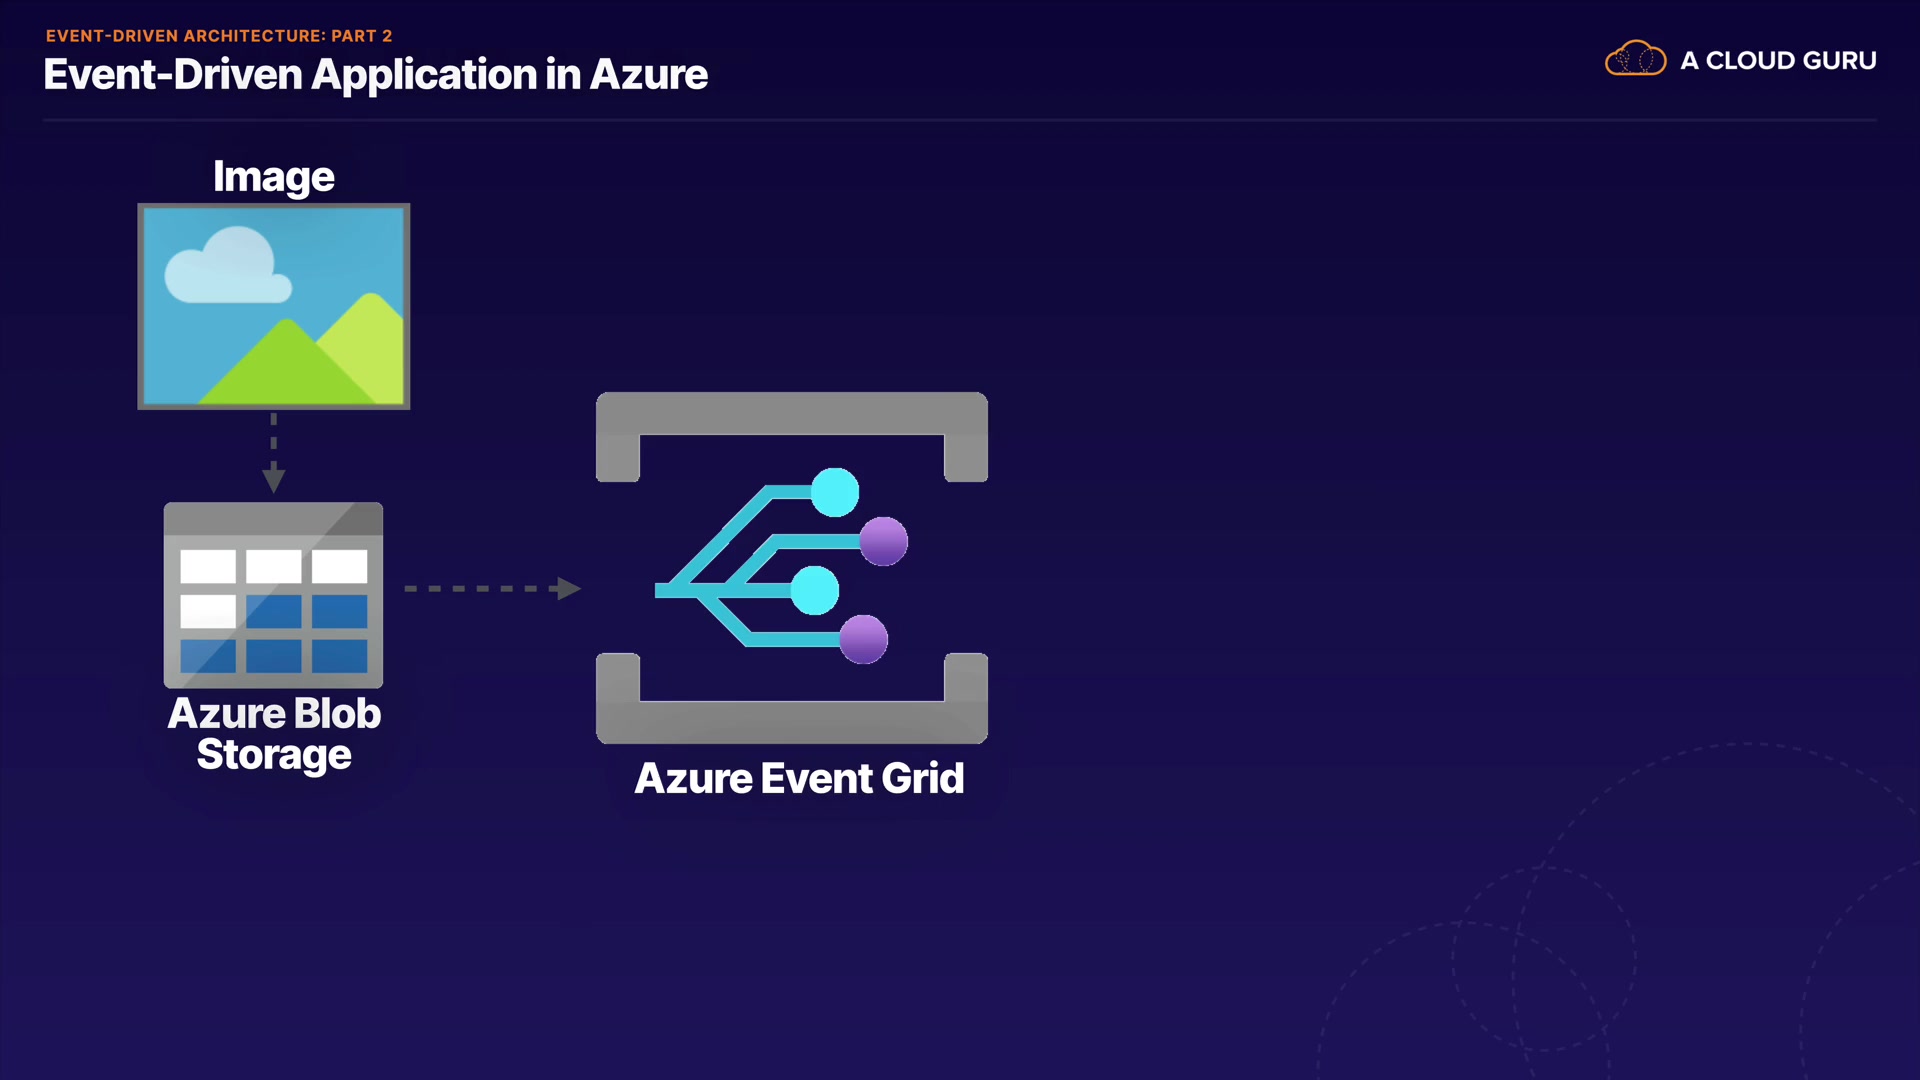 EVENT-DRIVEN ARCHITECTURE: PART 2
Event-Driven Application in Azure
A CLOUD GURU
Image
Azure Blob
Storage
Azure Event Grid